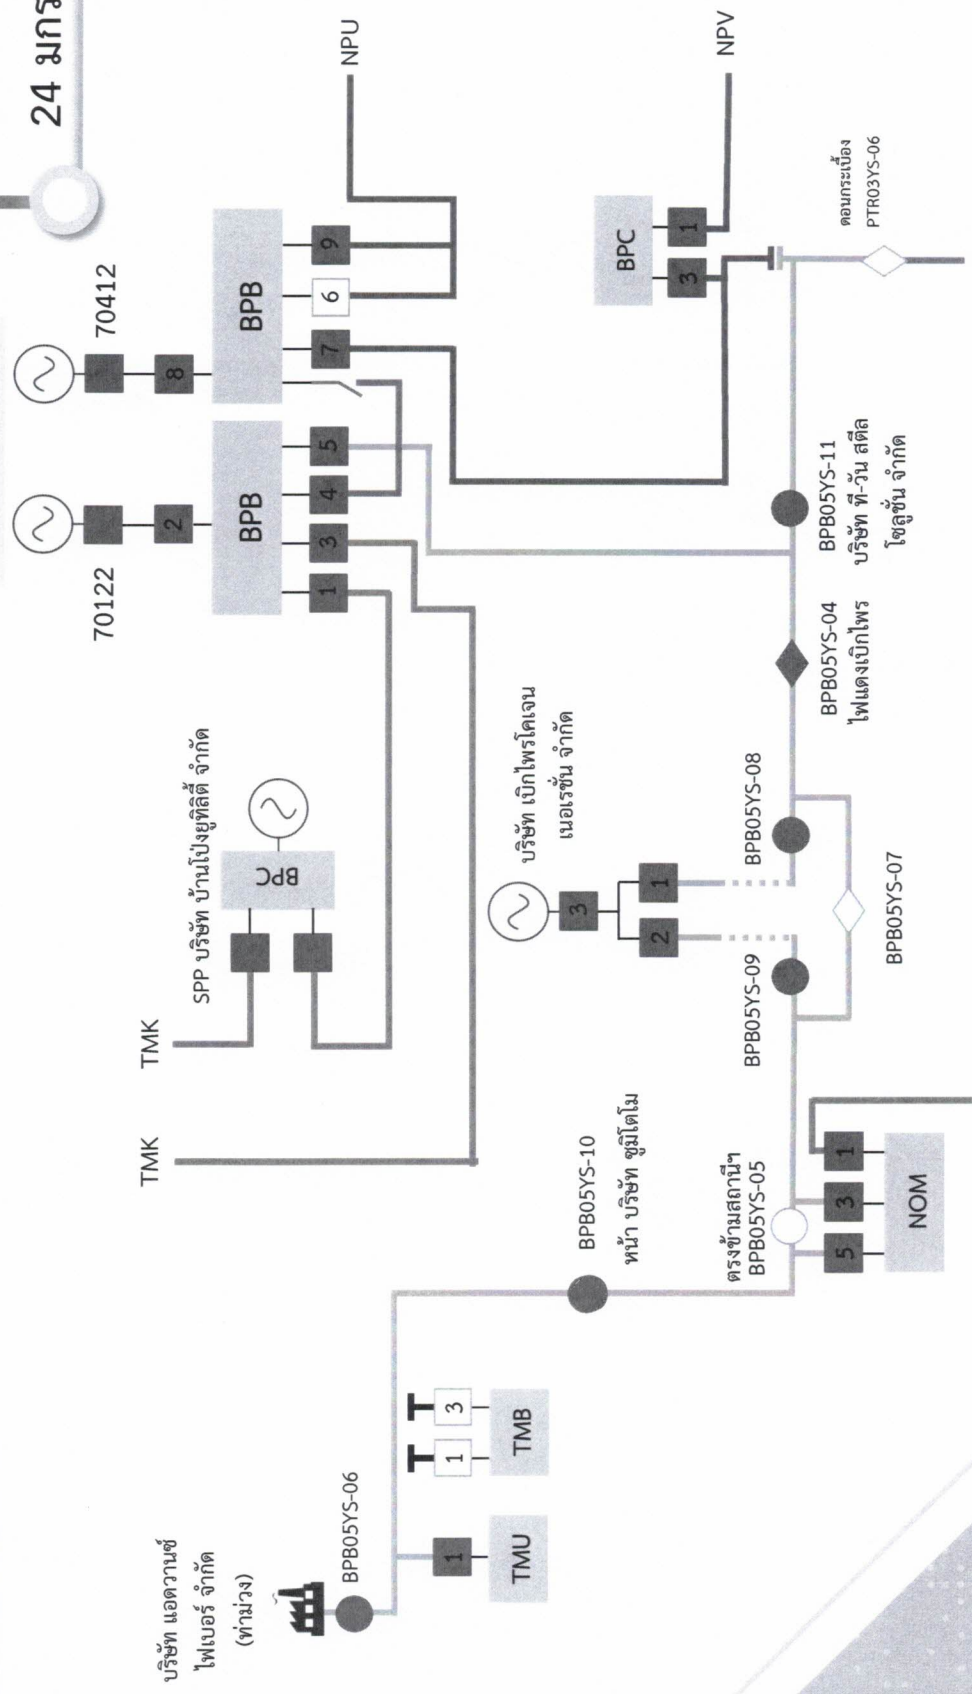 24 มกร
บริษัท แอดวานซ์
ไฟเบอร์ จำกัด
(ท่าม่วง)
BPB05YS-06
1
TMU
1
3
TMB
TMK
TMK
SPP บริษัท บ้านโป่งยูทิลิตี้ จำกัด
BPC
70122
2
BPB
1
3
4
5
70412
8
BPB
7
6
9
NPU
BPC
3
1
NPV
ดอนกระเบื้อง
PTR03YS-06
BPB05YS-11
บริษัท ที-วัน สตีล
โซลูชั่น จำกัด
BPB05YS-04
ไฟแดงเบิกไพร
บริษัท เบิกไพรโคเจน
เนอเรชั่น จำกัด
3
2
1
BPB05YS-08
BPB05YS-09
BPB05YS-07
BPB05YS-10
หน้า บริษัท ซูมิโตโม
ตรงข้ามสถานีฯ
BPB05YS-05
5
3
1
NOM